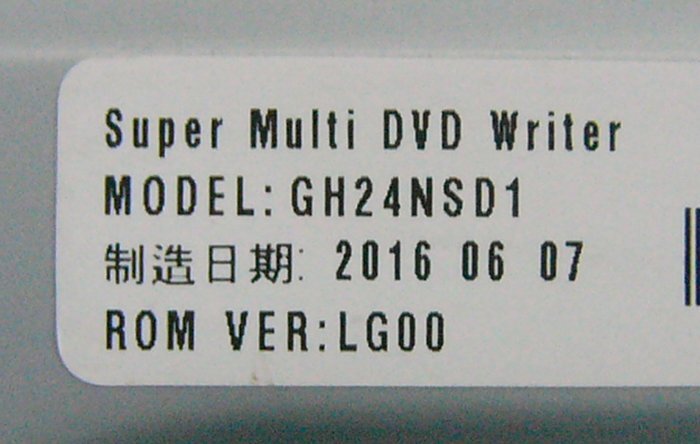 Super Multi DVD Writer
MODEL:GH24NSD1
制造日期: 2016 06 07
ROM VER:LG00